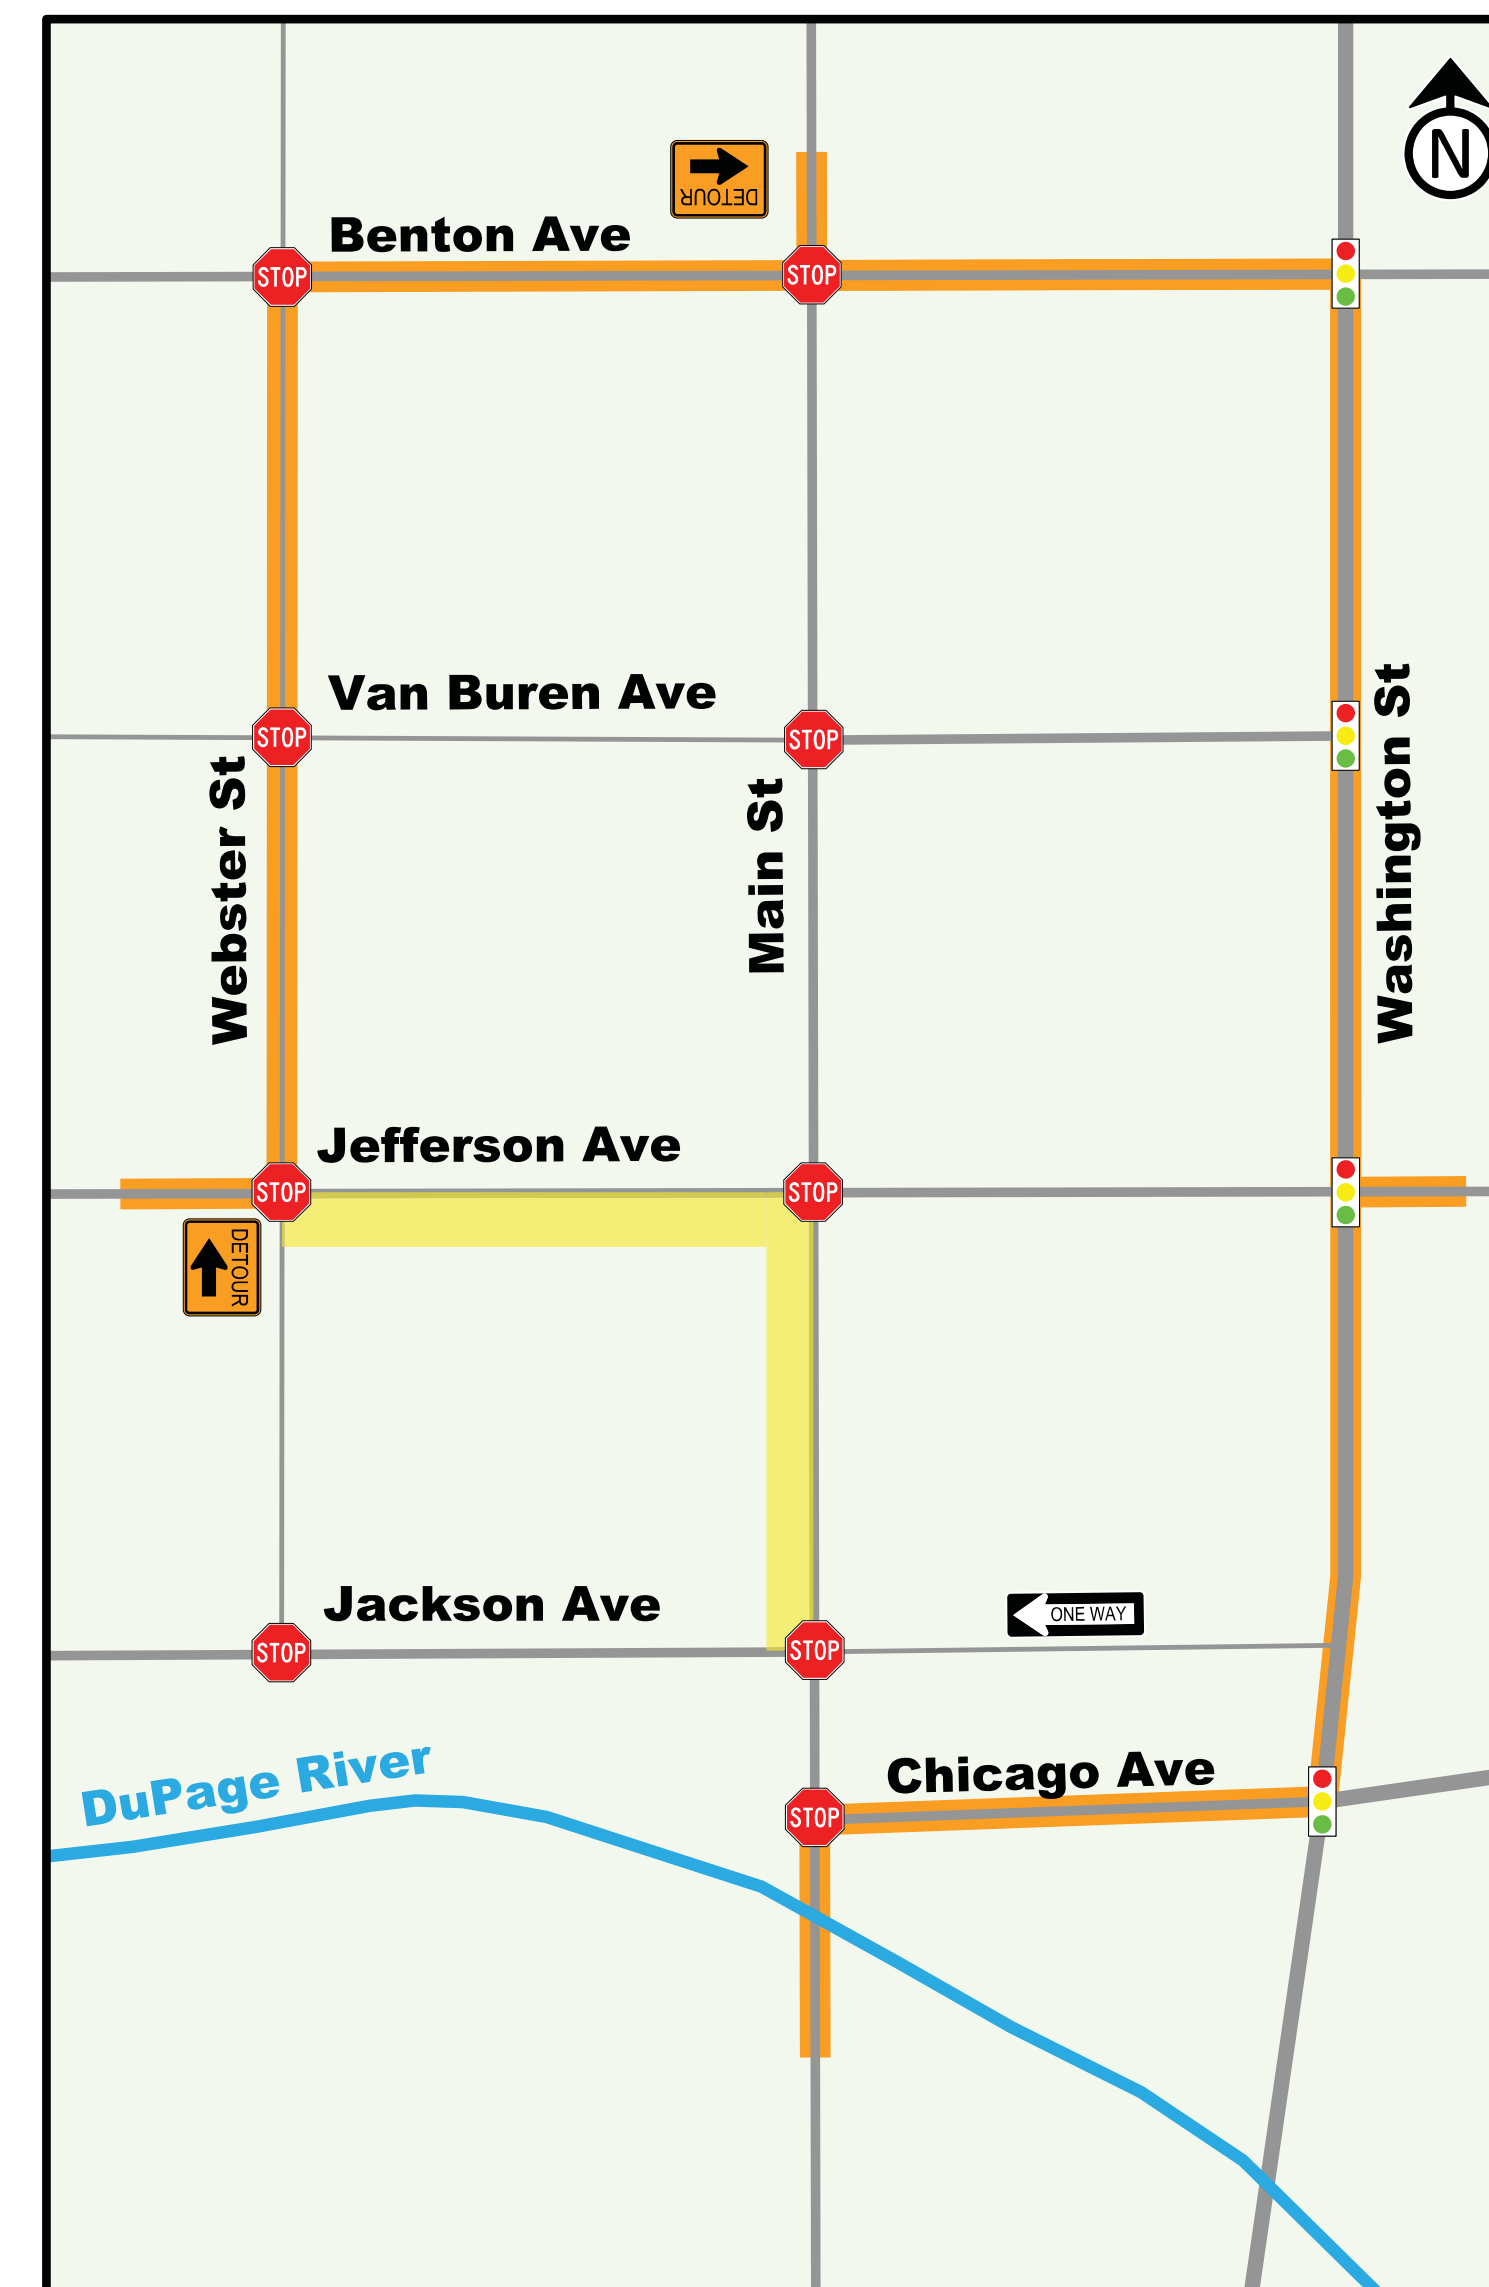 N
DETOUR
Benton Ave
STOP
STOP
Van Buren Ave
STOP
STOP
Webster St
Main St
Washington St
Jefferson Ave
STOP
STOP
DETOUR
Jackson Ave
ONE WAY
STOP
STOP
DuPage River
Chicago Ave
STOP